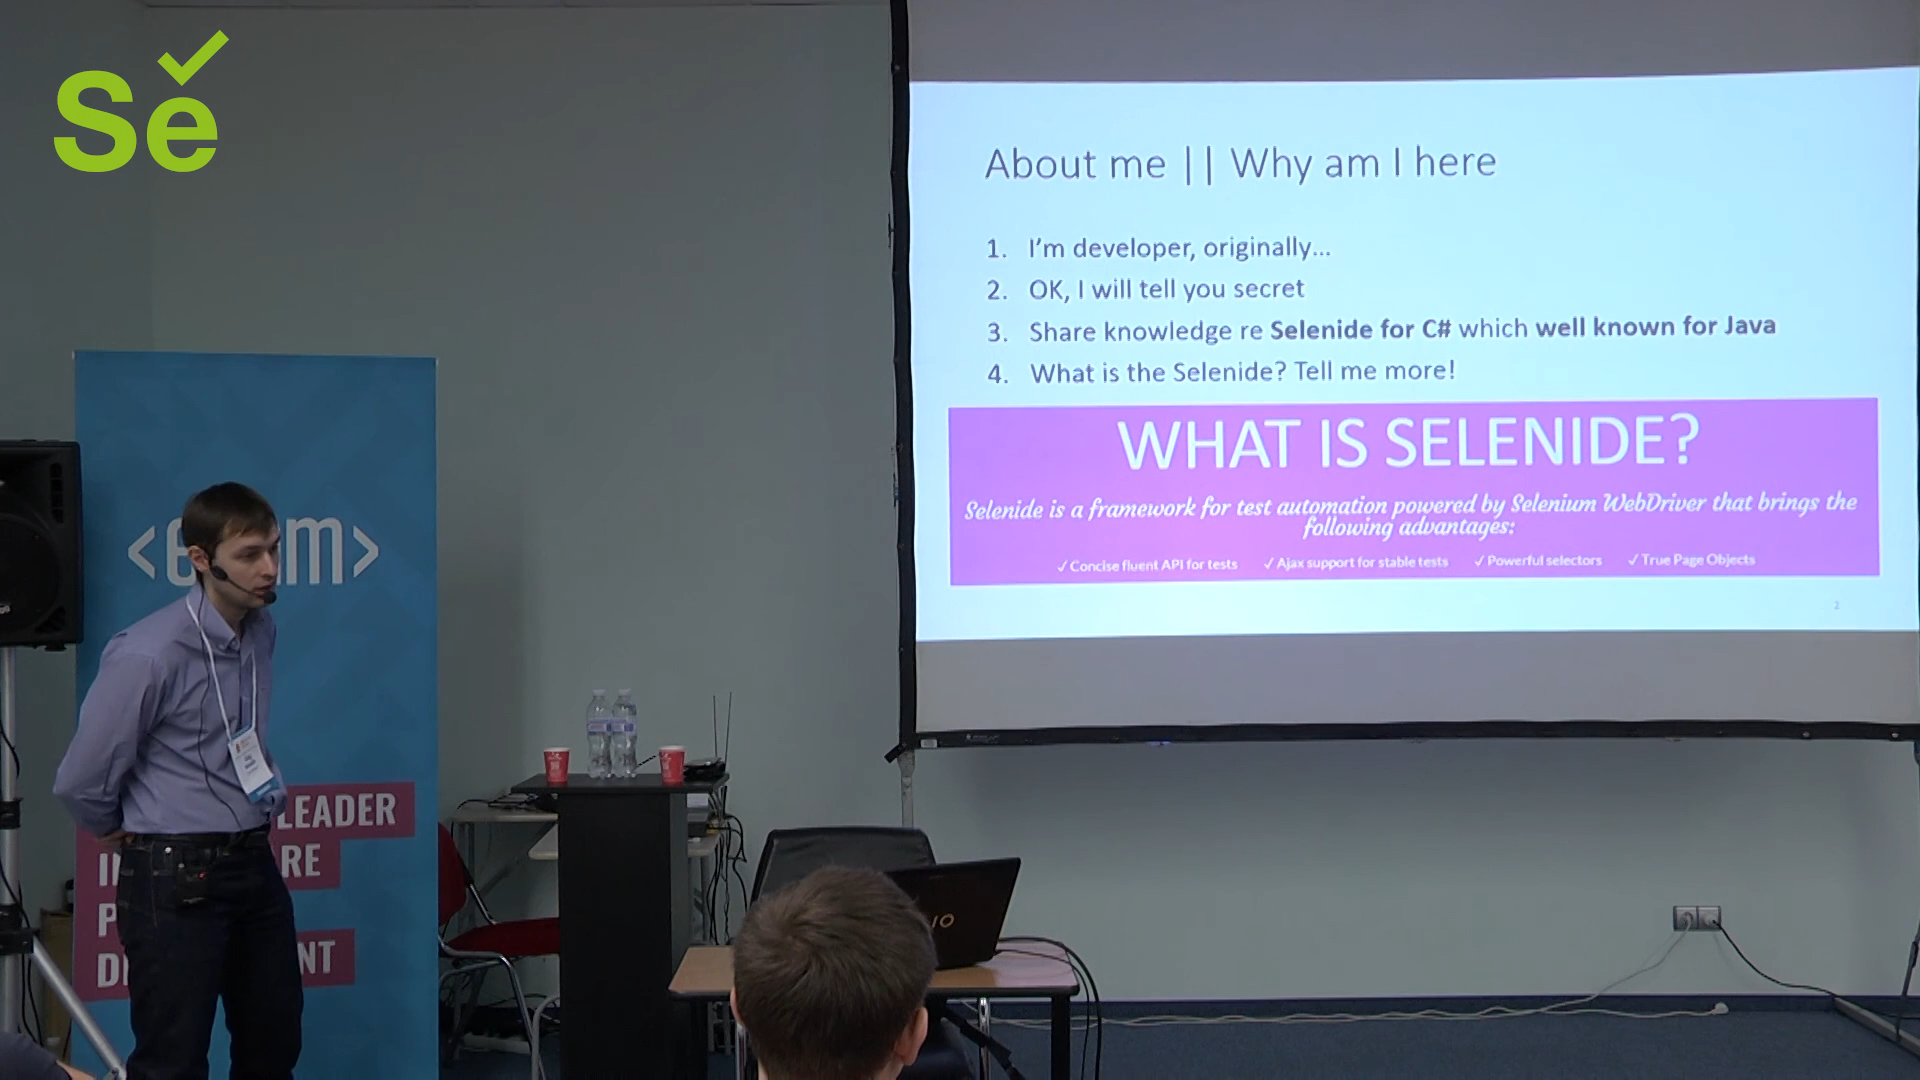 Se
About me || Why am I here
1. I'm developer, originally...
2. OK, I will tell you secret
3. Share knowledge re Selenide for C# which well known for Java
4. What is the Selenide? Tell me more!
WHAT IS SELENIDE?
Selenide is a framework for test automation powered by Selenium WebDriver that brings the
following advantages:
✓ Concise fluent API for tests ✓ Ajax support for stable tests ✓ Powerful selectors ✓ True Page Objects
2
LEADER